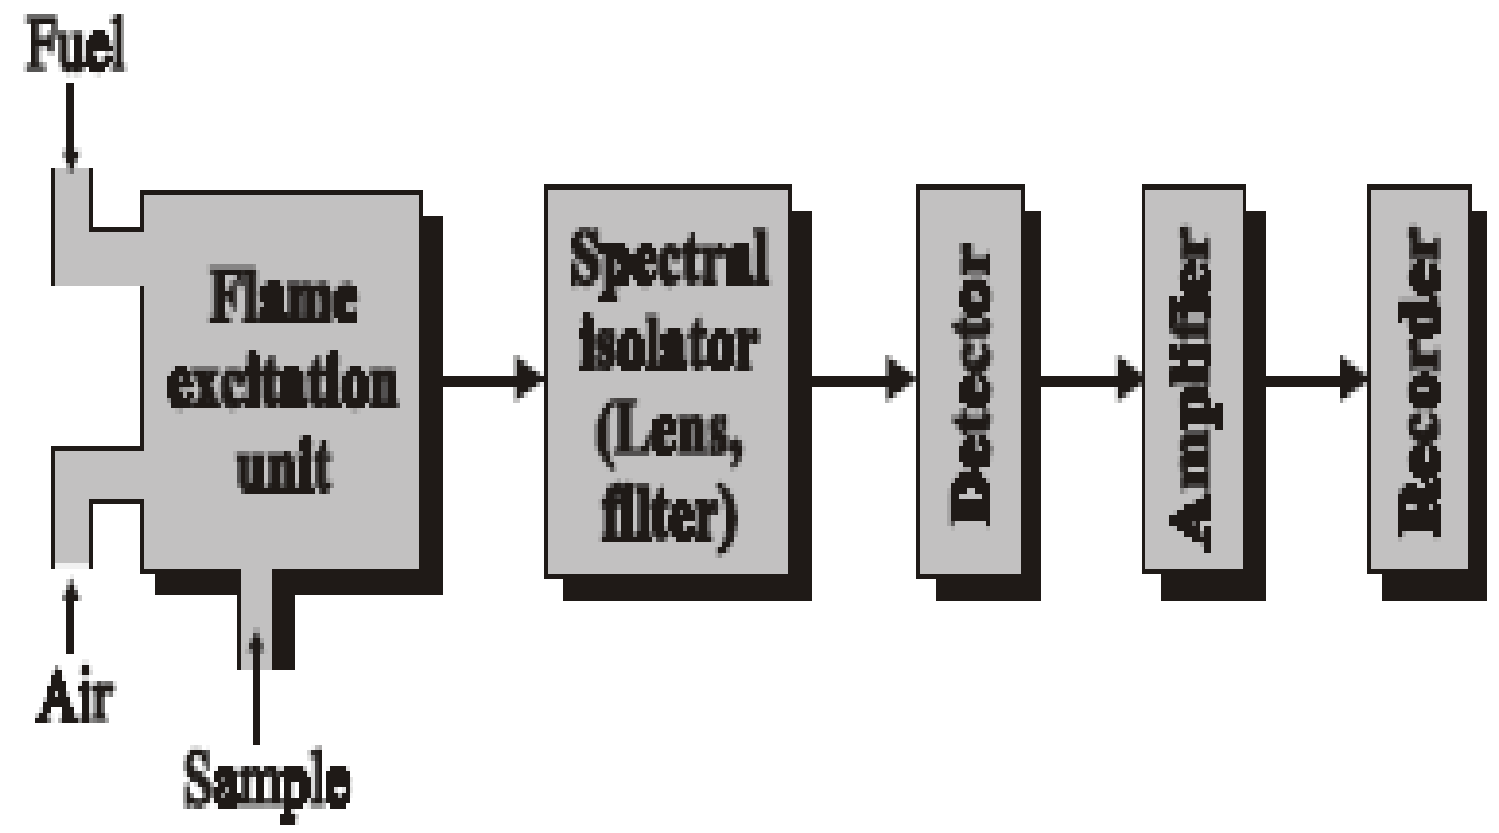 Fuel
Flame
excitation
unit
Air
Sample
Spectral
isolator
(Lens,
filter)
Detector
Amplifier
Recorder